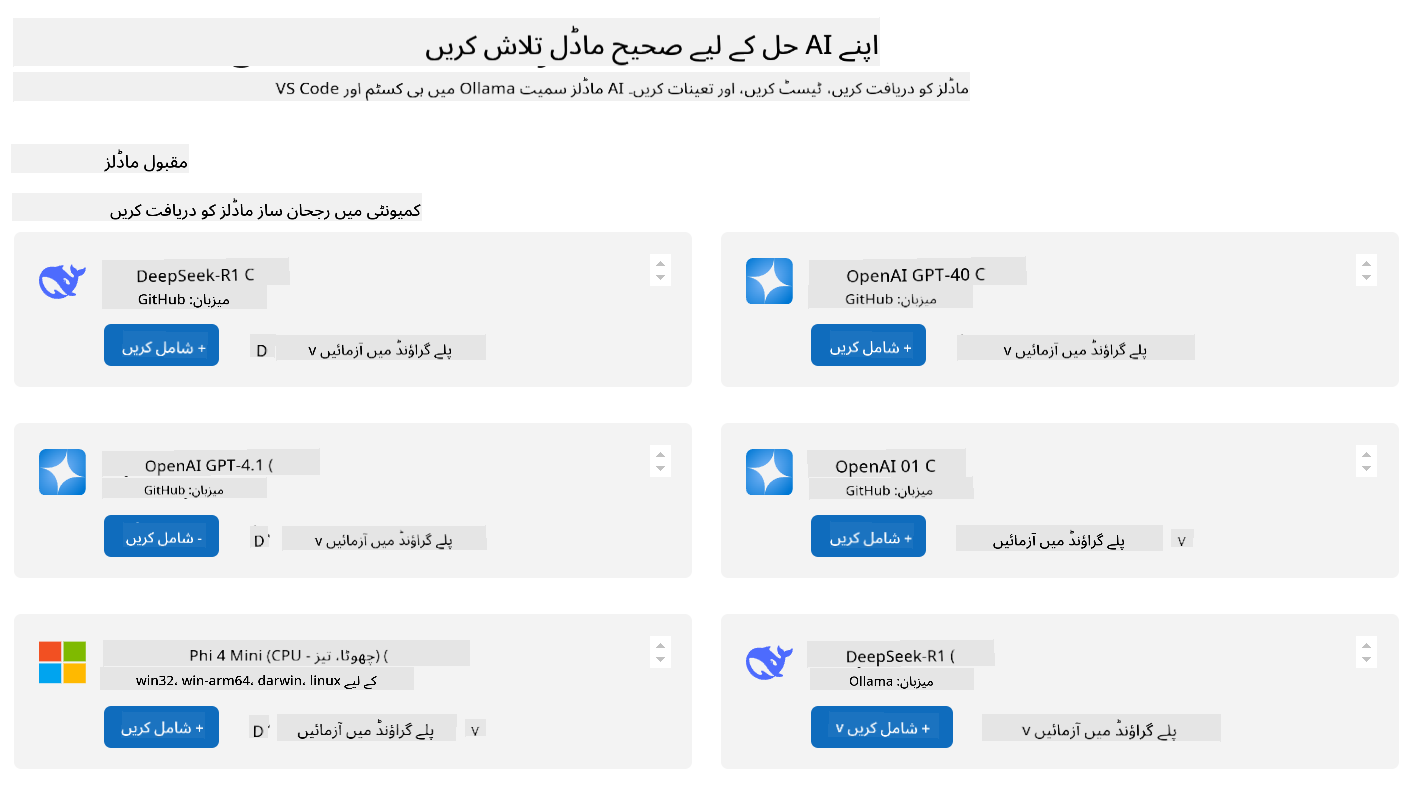 اپنے AI حل کے لیے صحیح ماڈل تلاش کریں
ماڈلز کو دریافت کریں، ٹیسٹ کریں، اور تعینات کریں۔ AI ماڈلز سمیت Ollama میں ہی کسٹم اور VS Code
مقبول ماڈلز
کمیونٹی میں رجحان ساز ماڈلز کو دریافت کریں
DeepSeek-R1 C
میزبان: GitHub
+ شامل کریں
D
پلے گراؤنڈ میں آزمائیں v
OpenAI GPT-40 C
میزبان: GitHub
+ شامل کریں
پلے گراؤنڈ میں آزمائیں v
OpenAI GPT-4.1 (
میزبان: GitHub
- شامل کریں
D
پلے گراؤنڈ میں آزمائیں v
OpenAI 01 C
میزبان: GitHub
+ شامل کریں
پلے گراؤنڈ میں آزمائیں v
Phi 4 Mini (CPU - چھوٹا، تیز) (
win32، win-arm64، darwin، linux کے لیے
+ شامل کریں
D
پلے گراؤنڈ میں آزمائیں v
DeepSeek-R1 (
میزبان: Ollama
+ شامل کریں v
پلے گراؤنڈ میں آزمائیں v